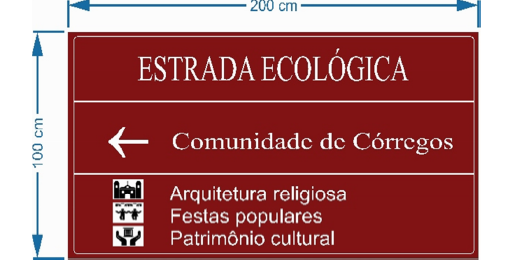 200 cm
100 cm
ESTRADA ECOLÓGICA
Comunidade de Córregos
Arquitetura religiosa
Festas populares
Patrimônio cultural